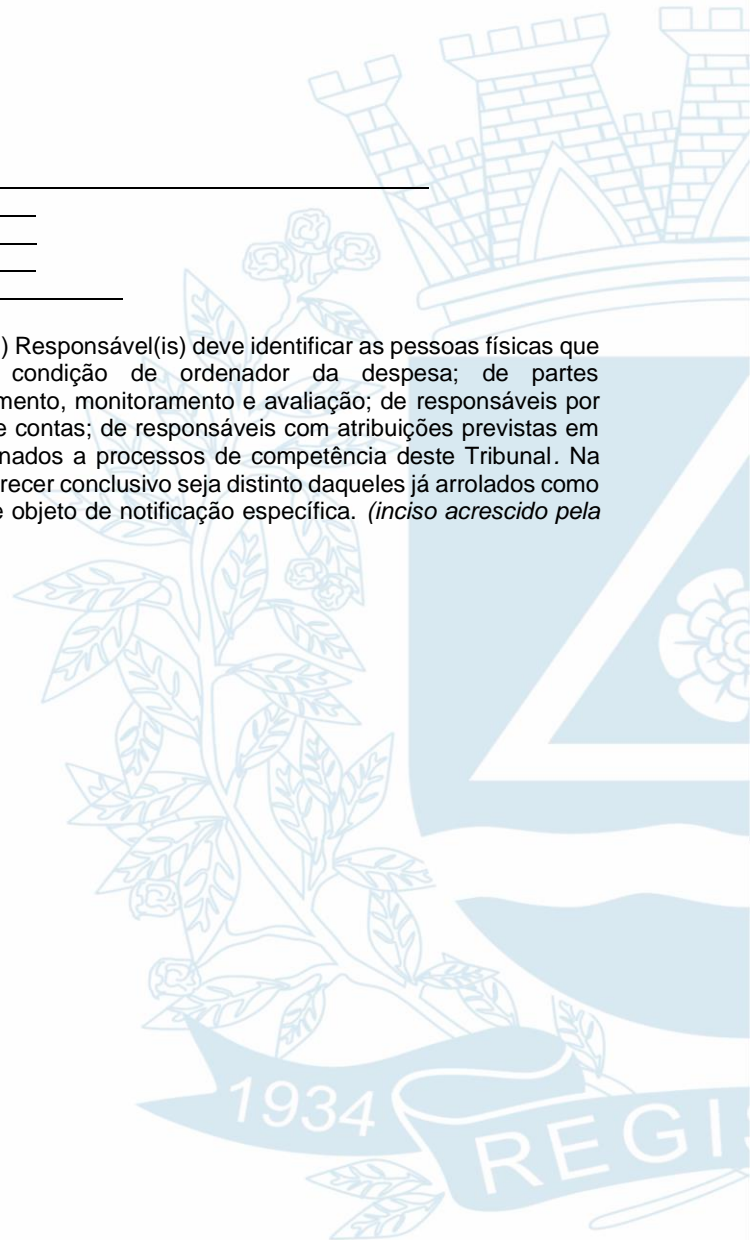 ) Responsável(is) deve identificar as pessoas físicas que
condição de ordenador da despesa; de partes
mento, monitoramento e avaliação; de responsáveis por
e contas; de responsáveis com atribuições previstas em
nados a processos de competência deste Tribunal. Na
recer conclusivo seja distinto daqueles já arrolados como
e objeto de notificação específica. (inciso acrescido pela
1934
REGIS